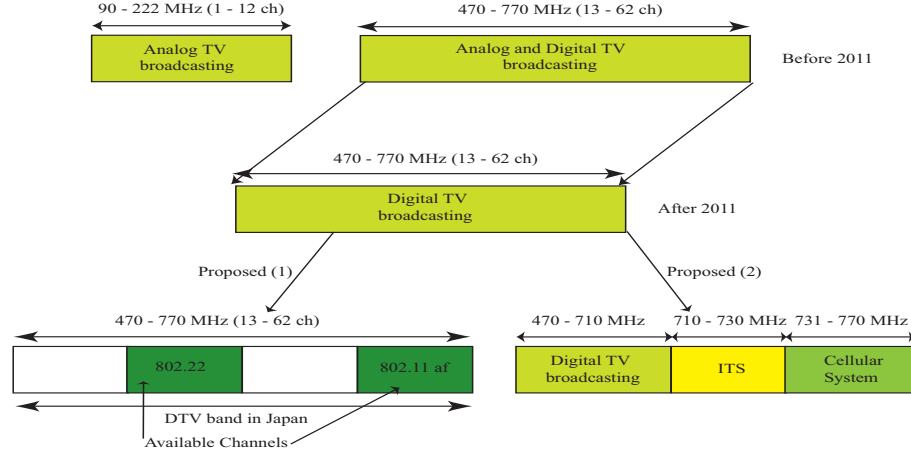 90 - 222 MHz (1 - 12 ch)
470 - 770 MHz (13 - 62 ch)
Analog TV
broadcasting
Analog and Digital TV
broadcasting
Before 2011
470 - 770 MHz (13 - 62 ch)
Digital TV
broadcasting
After 2011
Proposed (1)
Proposed (2)
470 - 770 MHz (13 - 62 ch)
470 - 710 MHz
710 - 730 MHz
731 - 770 MHz
802.22
802.11 af
Digital TV
broadcasting
ITS
Cellular
System
DTV band in Japan
Available Channels